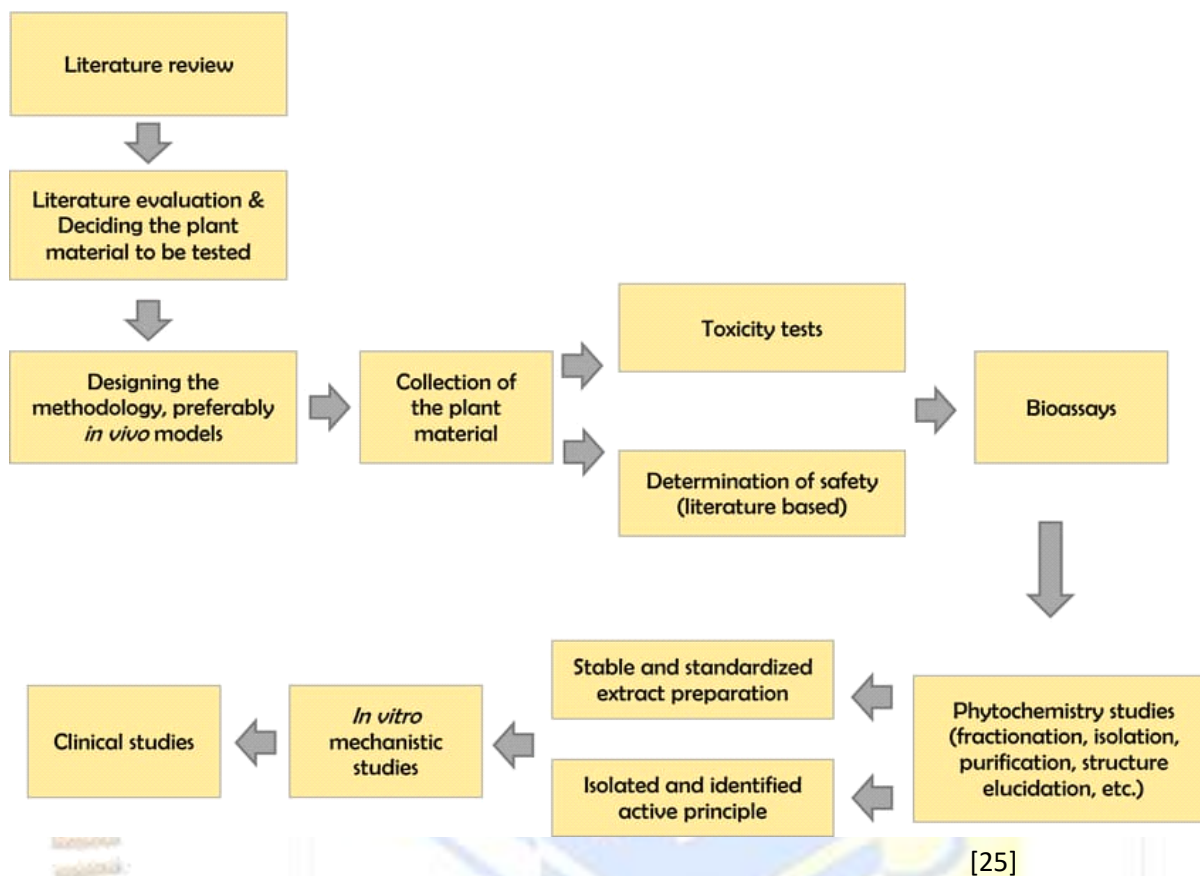 Literature review
Literature evaluation &
Deciding the plant
material to be tested
Designing the
methodology, preferably
in vivo models
Collection of
the plant
material
Toxicity tests
Determination of safety
(literature based)
Bioassays
Phytochemistry studies
(fractionation, isolation,
purification, structure
elucidation, etc.)
Stable and standardized
extract preparation
Isolated and identified
active principle
In vitro
mechanistic
studies
Clinical studies
[25]